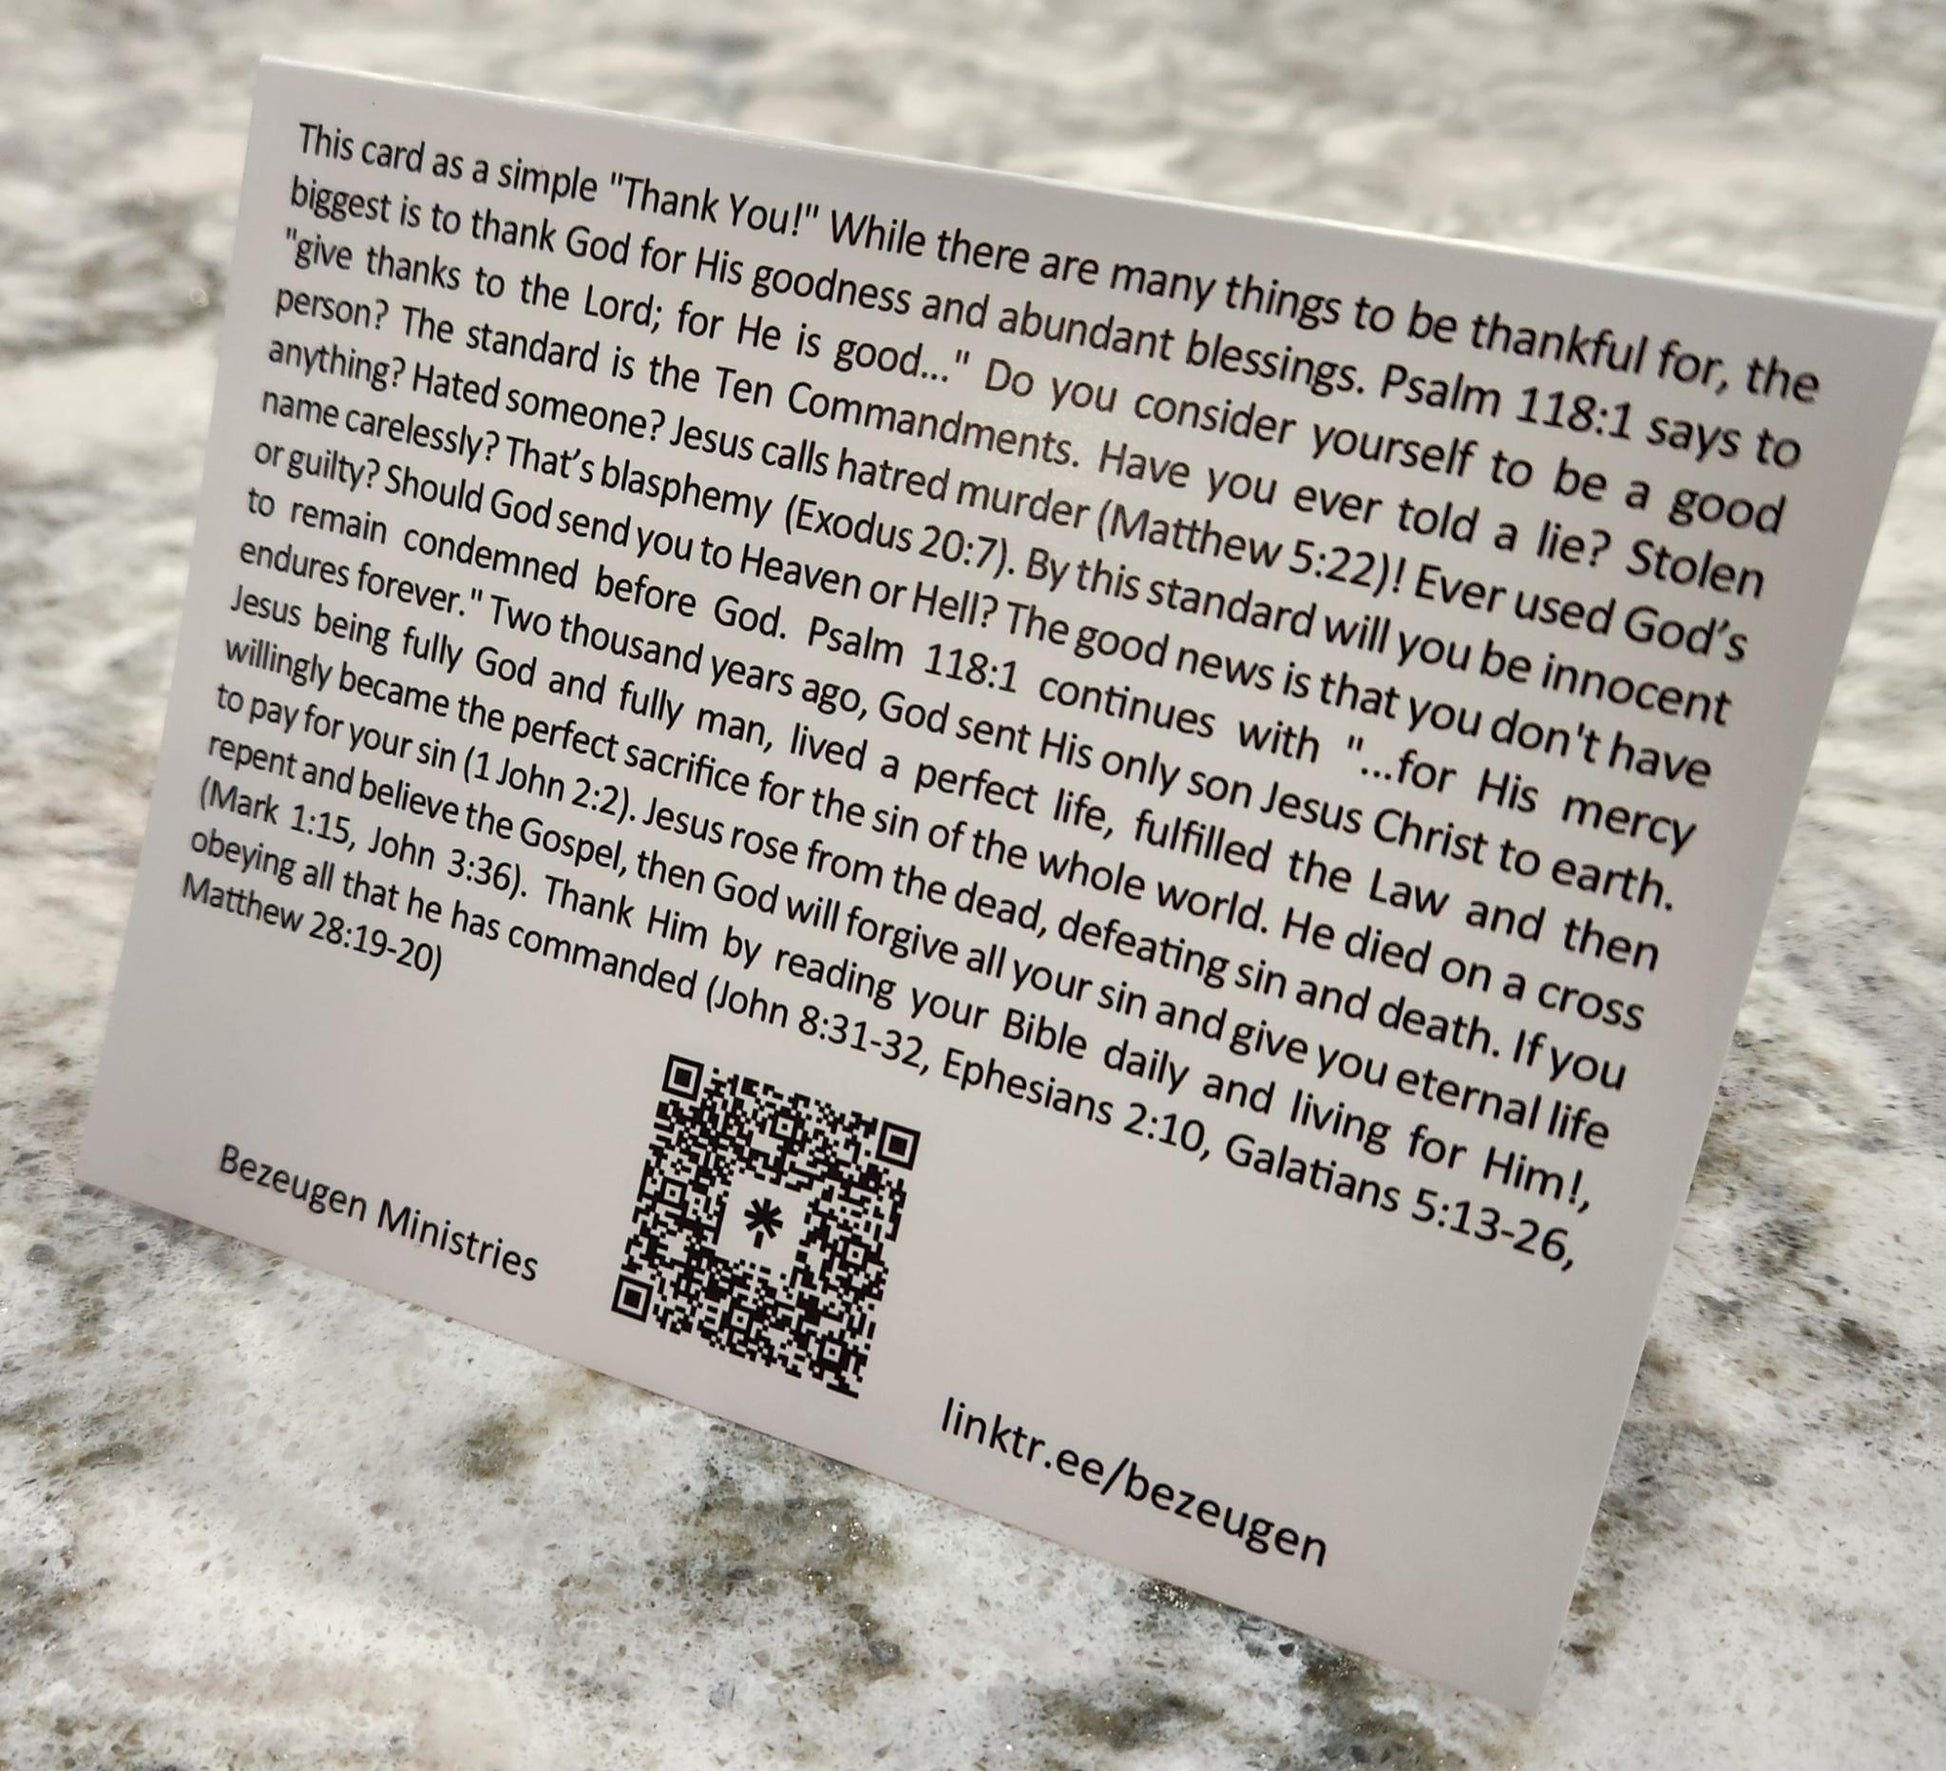 This card as a simple "Thank You!" While there are many things to be thankful for, the
biggest is to thank God for His goodness and abundant blessings. Psalm 118:1 says to
"give thanks to the Lord; for He is good..." Do you consider yourself to be a good
person? The standard is the Ten Commandments. Have you ever told a lie? Stolen
anything? Hated someone? Jesus calls hatred murder (Matthew 5:22)! Ever used God’s
name carelessly? That’s blasphemy (Exodus 20:7). By this standard will you be innocent
or guilty? Should God send you to Heaven or Hell? The good news is that you don't have
to remain condemned before God. Psalm 118:1 continues with "...for His mercy
endures forever." Two thousand years ago, God sent His only son Jesus Christ to earth.
Jesus being fully God and fully man, lived a perfect life, fulfilled the Law and then
willingly became the perfect sacrifice for the sin of the whole world. He died on a cross
to pay for your sin (1 John 2:2). Jesus rose from the dead, defeating sin and death. If you
repent and believe the Gospel, then God will forgive all your sin and give you eternal life
(Mark 1:15, John 3:36). Thank Him by reading your Bible daily and living for Him!,
obeying all that he has commanded (John 8:31-32, Ephesians 2:10, Galatians 5:13-26,
Matthew 28:19-20)
Bezeugen Ministries
linktr.ee/bezeugen